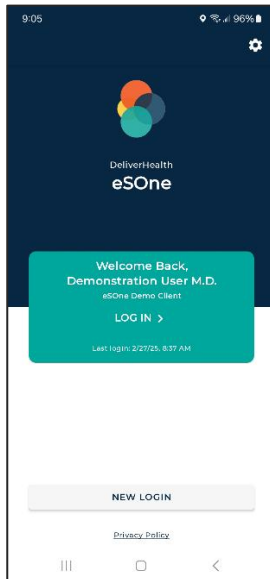 9:05 96%
DeliverHealth
eSOne
Welcome Back,
Demonstration User M.D.
eSOne Demo Client
LOG IN >
Last login: 2/27/25, 8:37 AM
NEW LOGIN
Privacy Policy